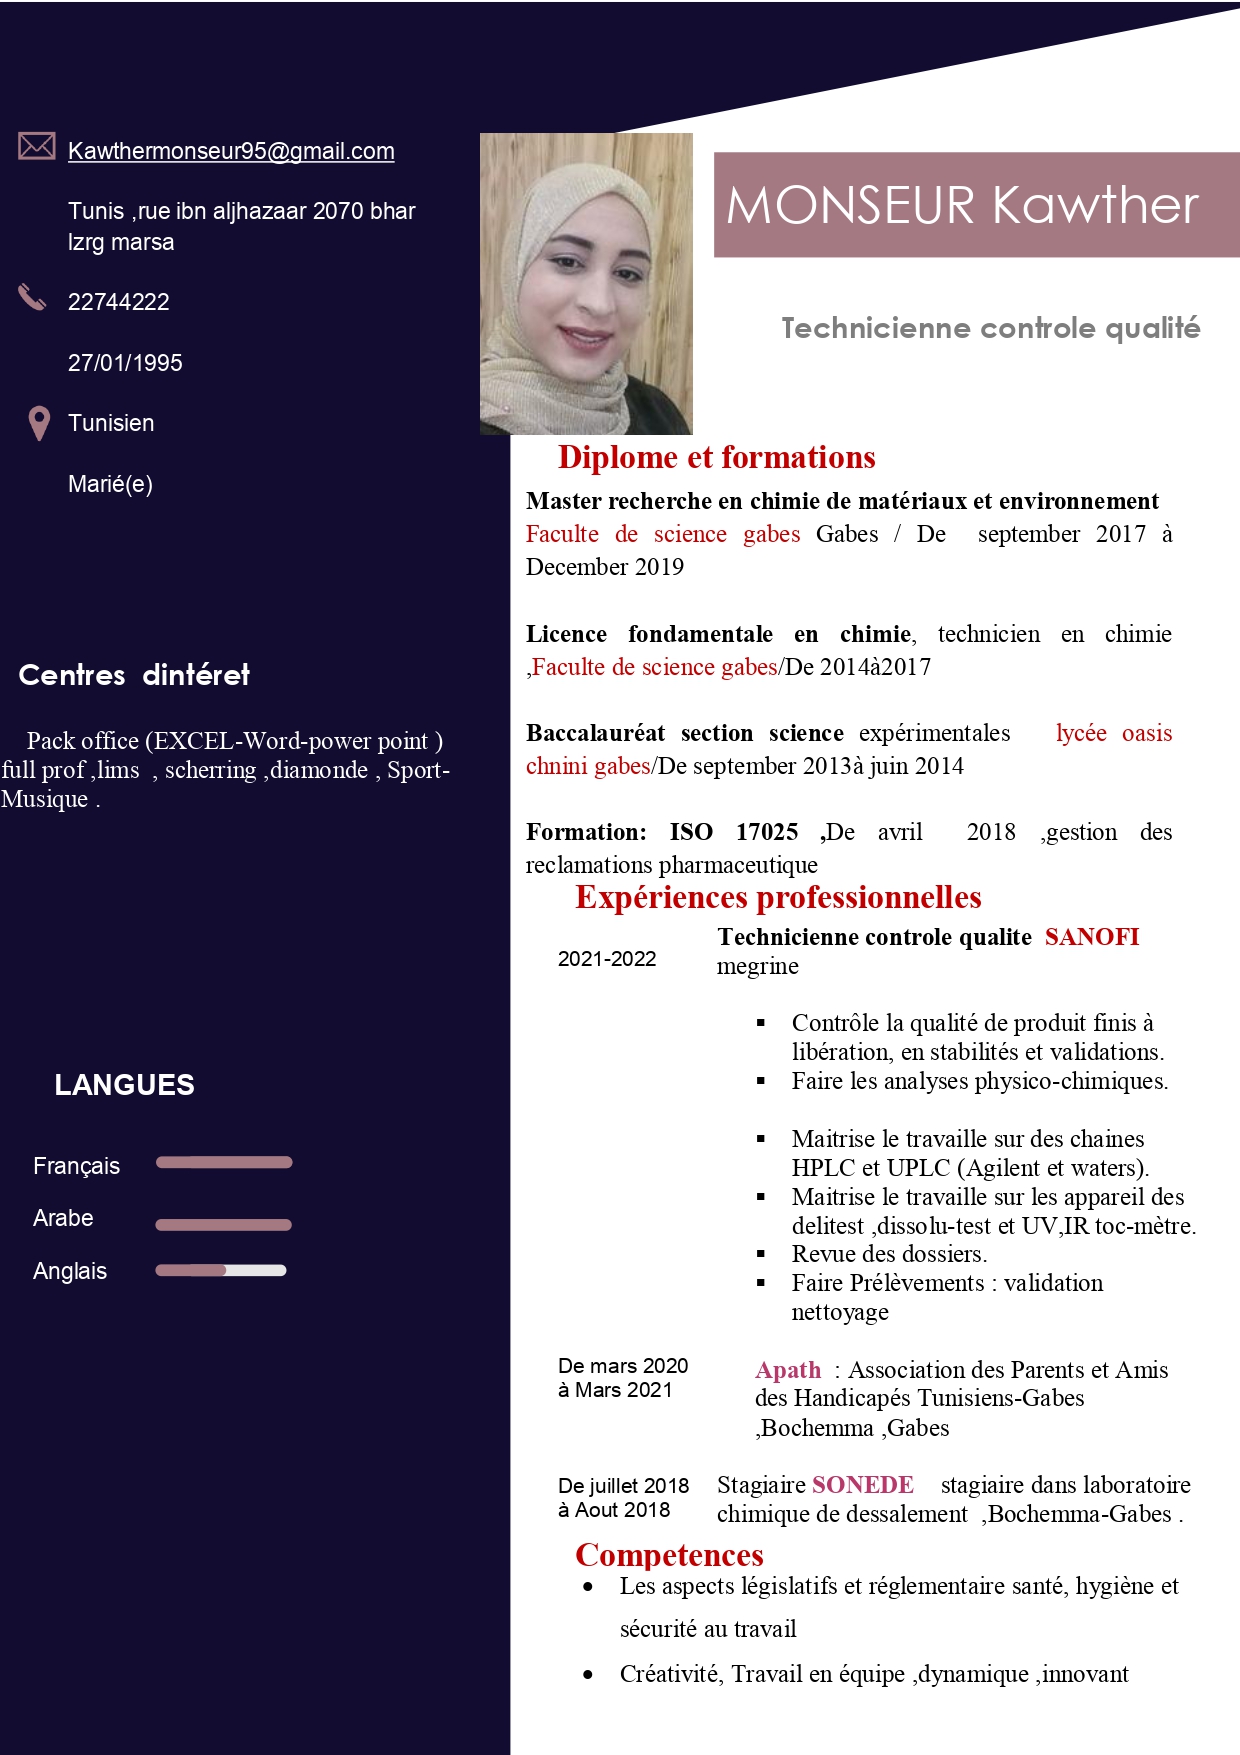 Kawthermonseur95@gmail.com
Tunis ,rue ibn aljhazaar 2070 bhar
lzrg marsa
22744222
27/01/1995
Tunisien
Marié(e)
Centres  dintéret
Pack office (EXCEL-Word-power point )
full prof ,lims  , scherring ,diamonde , Sport-
Musique .
LANGUES
Français
Arabe
Anglais
MONSEUR Kawther
Technicienne controle qualité
Diplome et formations
Master recherche en chimie de matériaux et environnement
Faculte de science gabes Gabes / De  september 2017 à
December 2019
Licence fondamentale en chimie, technicien en chimie
,Faculte de science gabes/De 2014à2017
Baccalauréat section science expérimentales   lycée oasis
chnini gabes/De september 2013à juin 2014
Formation: ISO 17025 ,De avril  2018 ,gestion des
reclamations pharmaceutique
Expériences professionnelles
2021-2022
Technicienne controle qualite  SANOFI
megrine
▪ Contrôle la qualité de produit finis à
libération, en stabilités et validations.
▪ Faire les analyses physico-chimiques.
▪ Maitrise le travaille sur des chaines
HPLC et UPLC (Agilent et waters).
▪ Maitrise le travaille sur les appareil des
delitest ,dissolu-test et UV,IR toc-mètre.
▪ Revue des dossiers.
▪ Faire Prélèvements : validation
nettoyage
De mars 2020
à Mars 2021
Apath  : Association des Parents et Amis
des Handicapés Tunisiens-Gabes
,Bochemma ,Gabes
De juillet 2018
à Aout 2018
Stagiaire SONEDE    stagiaire dans laboratoire
chimique de dessalement  ,Bochemma-Gabes .
Competences
• Les aspects législatifs et réglementaire santé, hygiène et
sécurité au travail
• Créativité, Travail en équipe ,dynamique ,innovant